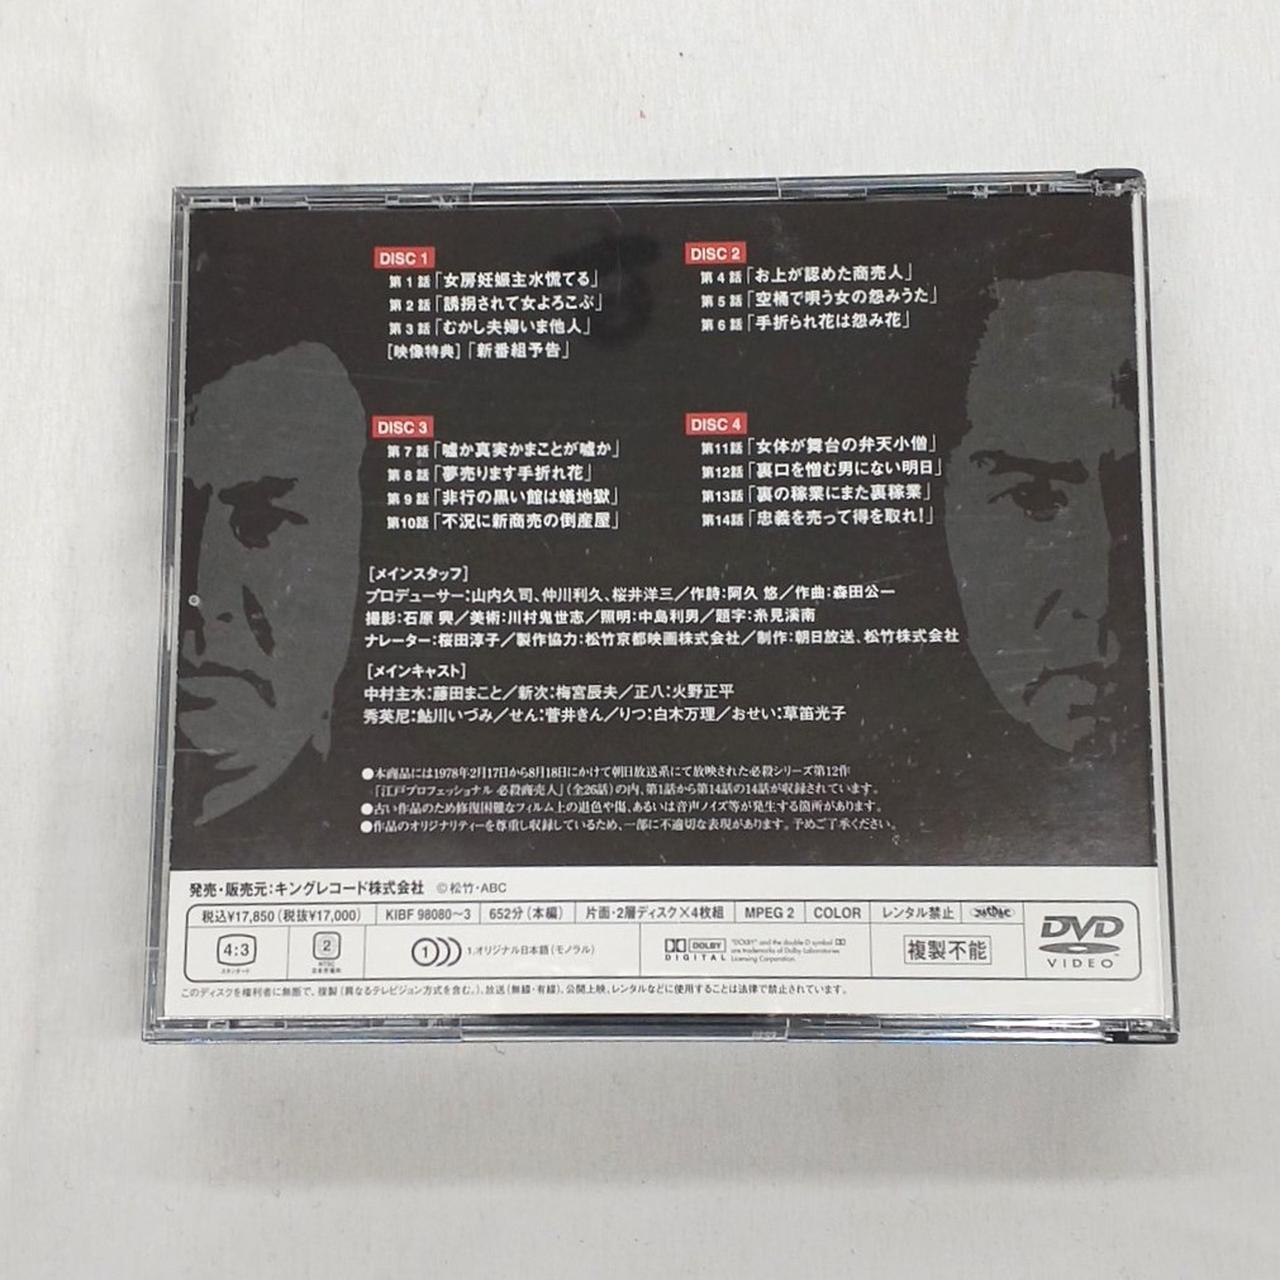 DISC 1
第1話「女房妊娠主水慌てる」
第2話「誘拐されて女よろこぶ」
第3話「むかし夫婦いま他人」
[映像特典]「新番組予告」
DISC 2
第4話「お上が認めた商売人」
第5話「空桶で唄う女の怨みうた」
第6話「手折られ花は怨み花」
DISC 3
第7話「嘘か真実かまことが嘘か」
第8話「夢売ります手折れ花」
第9話「非行の黒い館は蟻地獄」
第10話「不況に新商売の倒産屋」
DISC 4
第11話「女体が舞台の弁天小僧」
第12話「裏口を憎む男にない明日」
第13話「裏の稼業にまた裏稼業」
第14話「忠義を売って得を取れ!」
[メインスタッフ]
プロデューサー:山内久司、仲川利久、桜井洋三/作詩:阿久 悠/作曲:森田公一
撮影:石原 興/美術:川村鬼世志/照明:中島利男/題字:糸見溪南
ナレーター:桜田淳子/製作協力:松竹京都映画株式会社/制作:朝日放送、松竹株式会社
[メインキャスト]
中村主水:藤田まこと/新次:梅宮辰夫/正八:火野正平
秀英尼:鮎川いづみ/せん:菅井きん/りつ:白木万理/おせい:草笛光子
●本商品には1978年2月17日から8月18日にかけて朝日放送系にて放映された必殺シリーズ第12作
「江戸プロフェッショナル 必殺商売人」(全26話)の内、第1話から第14話の14話が収録されています。
●古い作品のため修復困難なフィルム上の退色や傷、あるいは音声ノイズ等が発生する箇所があります。
●作品のオリジナリティーを尊重し収録しているため、一部に不適切な表現があります。予めご了承ください。
発売・販売元:キングレコード株式会社 ©松竹・ABC
税込¥17,850(税抜¥17,000) KIBF 98080〜3 652分(本編) 片面・2層ディスク×4枚組 MPEG 2 COLOR レンタル禁止
4:3
スタンダード
2
NTSC
日本市場向
1
1.オリジナル日本語(モノラル)
DOLBY
DIGITAL
"DOLBY" and the double-D symbol
are trademarks of Dolby Laboratories
Licensing Corporation.
複製不能
DVD
VIDEO™
このディスクを権利者に無断で、複製(異なるテレビジョン方式を含む。)、放送(無線・有線)、公開上映、レンタルなどに使用することは法律で禁止されています。